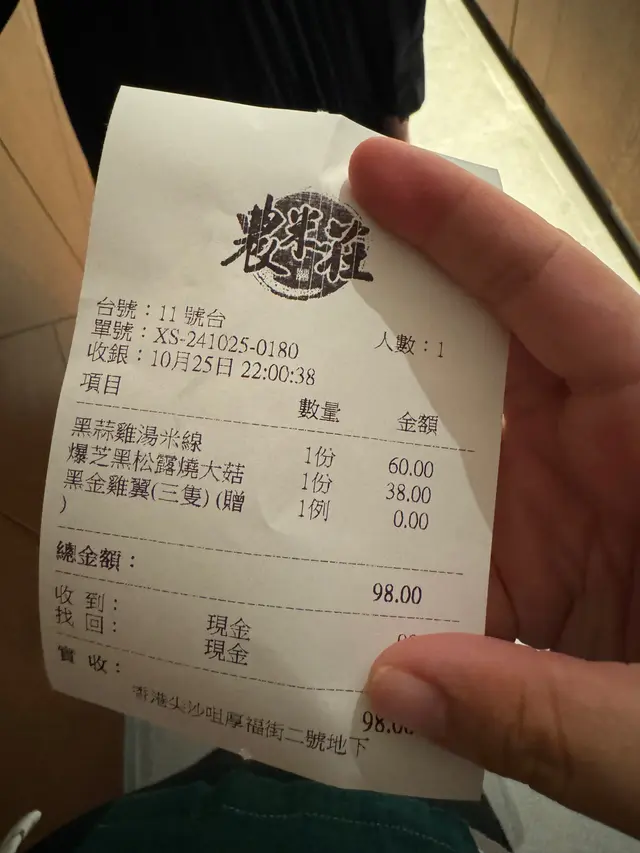 農米莊
台號：11 號台
單號：XS-241025-0180 人數：1
收銀：10月25日 22:00:38
項目 數量 金額
黑蒜雞湯米線 1份 60.00
爆芝黑松露燒大菇 1份 38.00
黑金雞翼(三隻)(贈 1例 0.00
)
總金額： 98.00
收 到： 現金
找 回： 現金
實 收： 98.00
香港尖沙咀厚福街二號地下